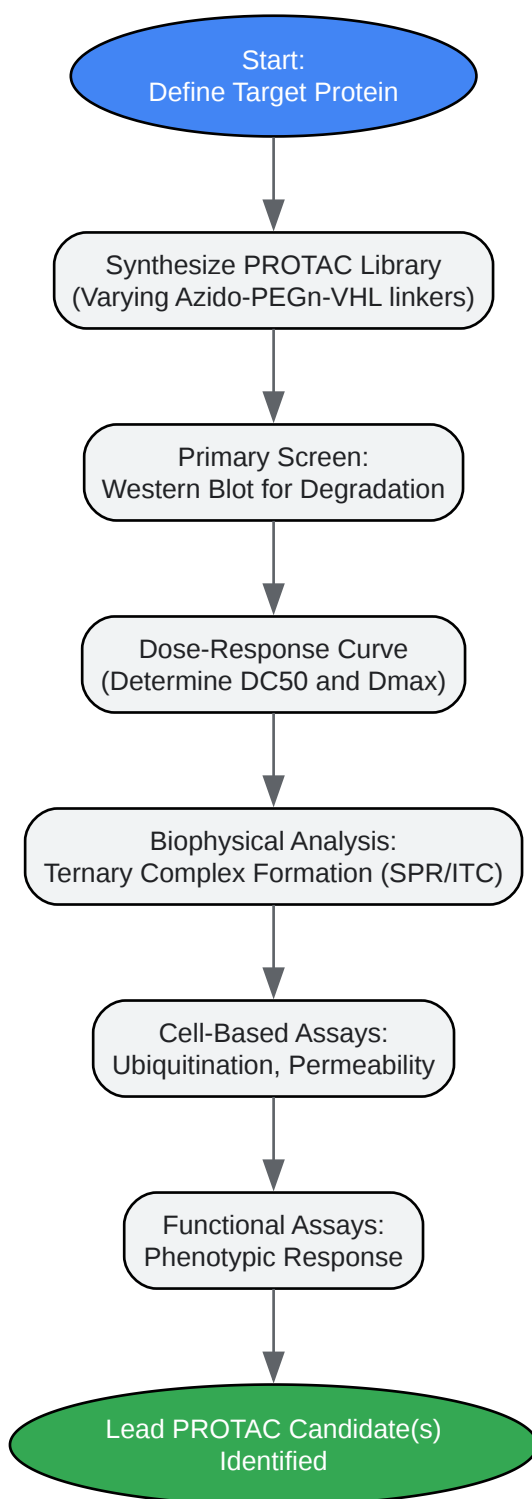 Start:
Define Target Protein
Synthesize PROTAC Library
(Varying Azido-PEGn-VHL linkers)
Primary Screen:
Western Blot for Degradation
Dose-Response Curve
(Determine DC50 and Dmax)
Biophysical Analysis:
Ternary Complex Formation (SPR/ITC)
Cell-Based Assays:
Ubiquitination, Permeability
Functional Assays:
Phenotypic Response
Lead PROTAC Candidate(s)
Identified